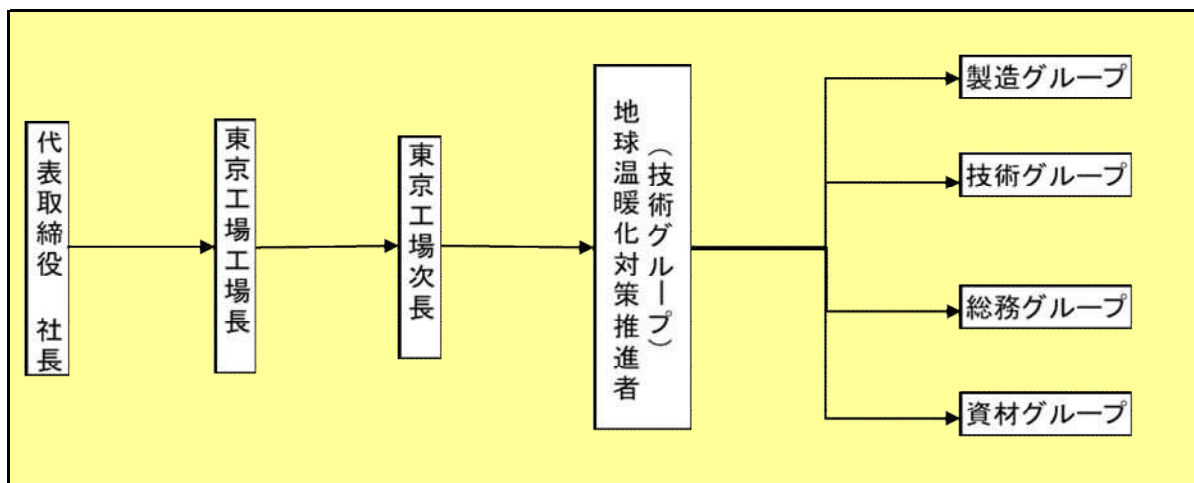 代表取締役　社長
東京工場工場長
東京工場次長
（技術グループ）
地球温暖化対策推進者
製造グループ
技術グループ
総務グループ
資材グループ